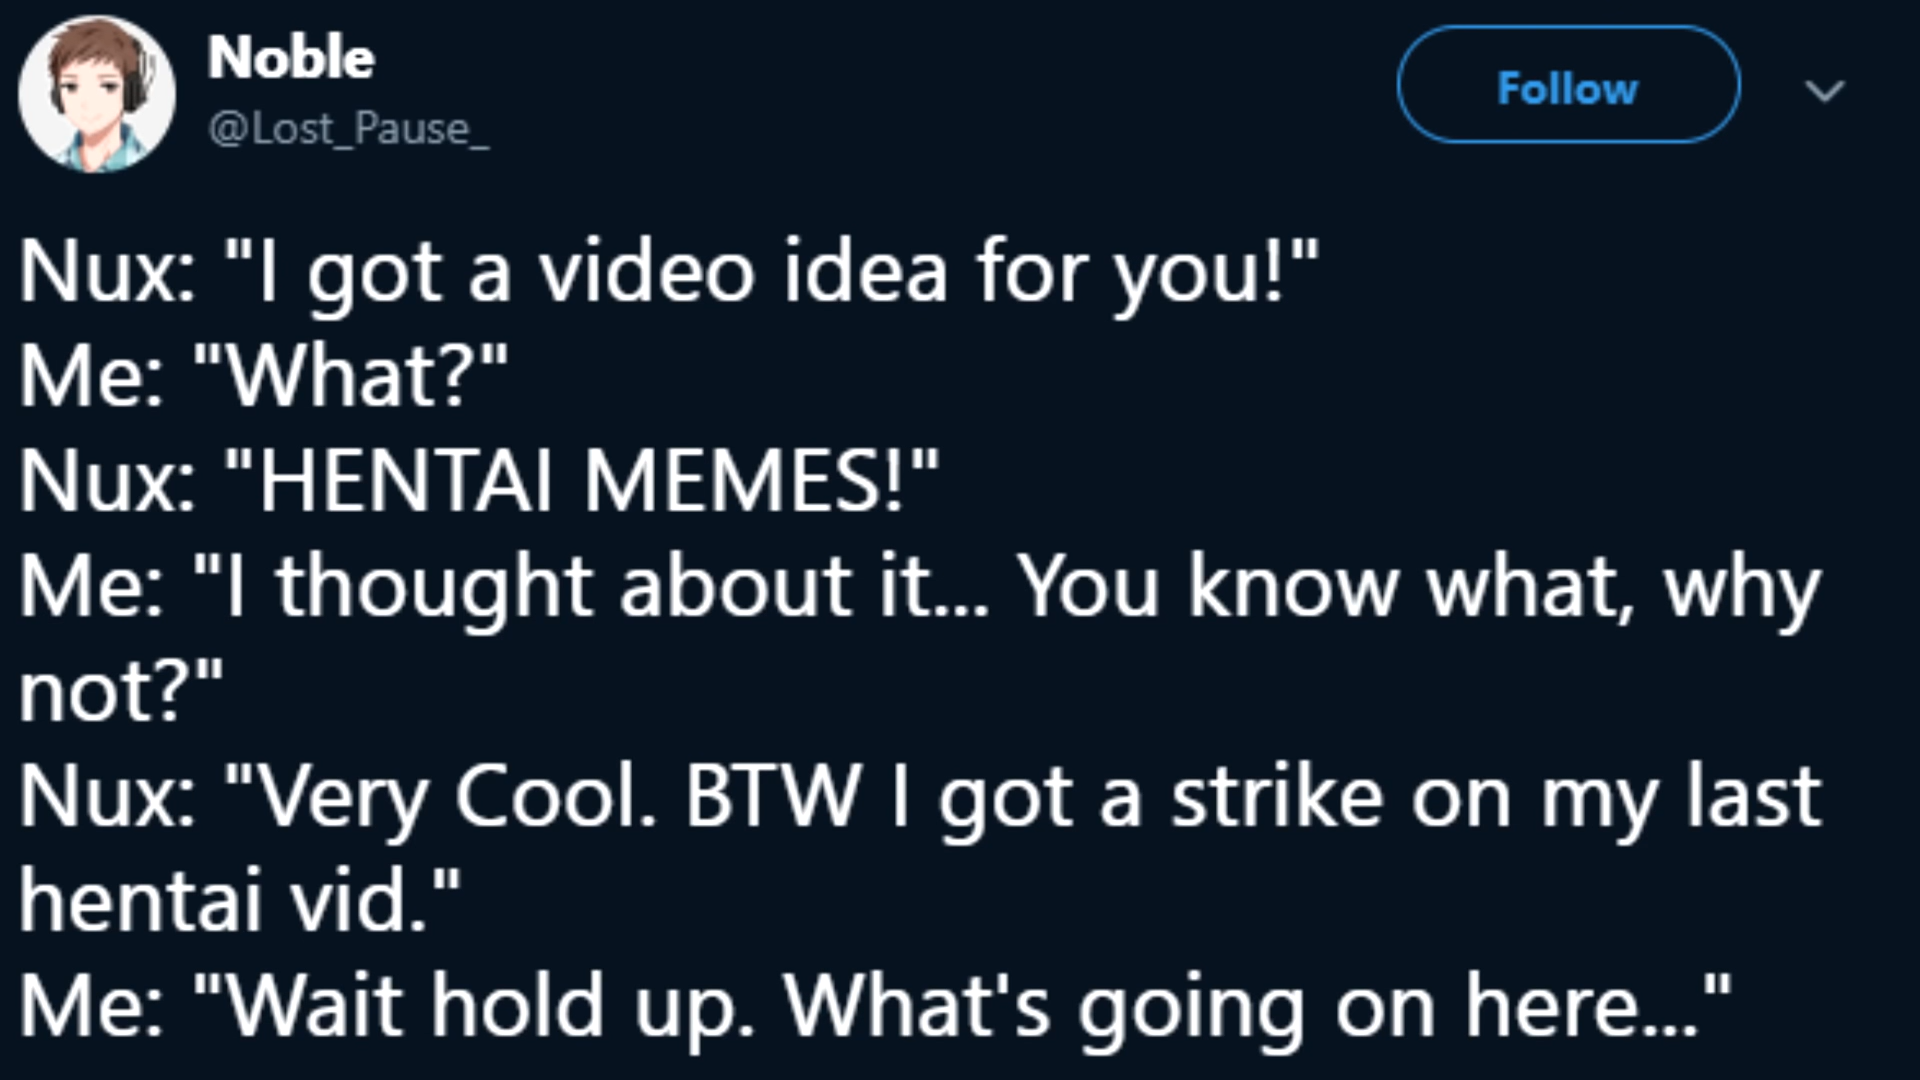 Noble
@Lost_Pause_
Follow
Nux: "I got a video idea for you!"
Me: "What?"
Nux: "HENTAI MEMES!"
Me: "I thought about it... You know what, why
not?"
Nux: "Very Cool. BTW I got a strike on my last
hentai vid."
Me: "Wait hold up. What's going on here..."